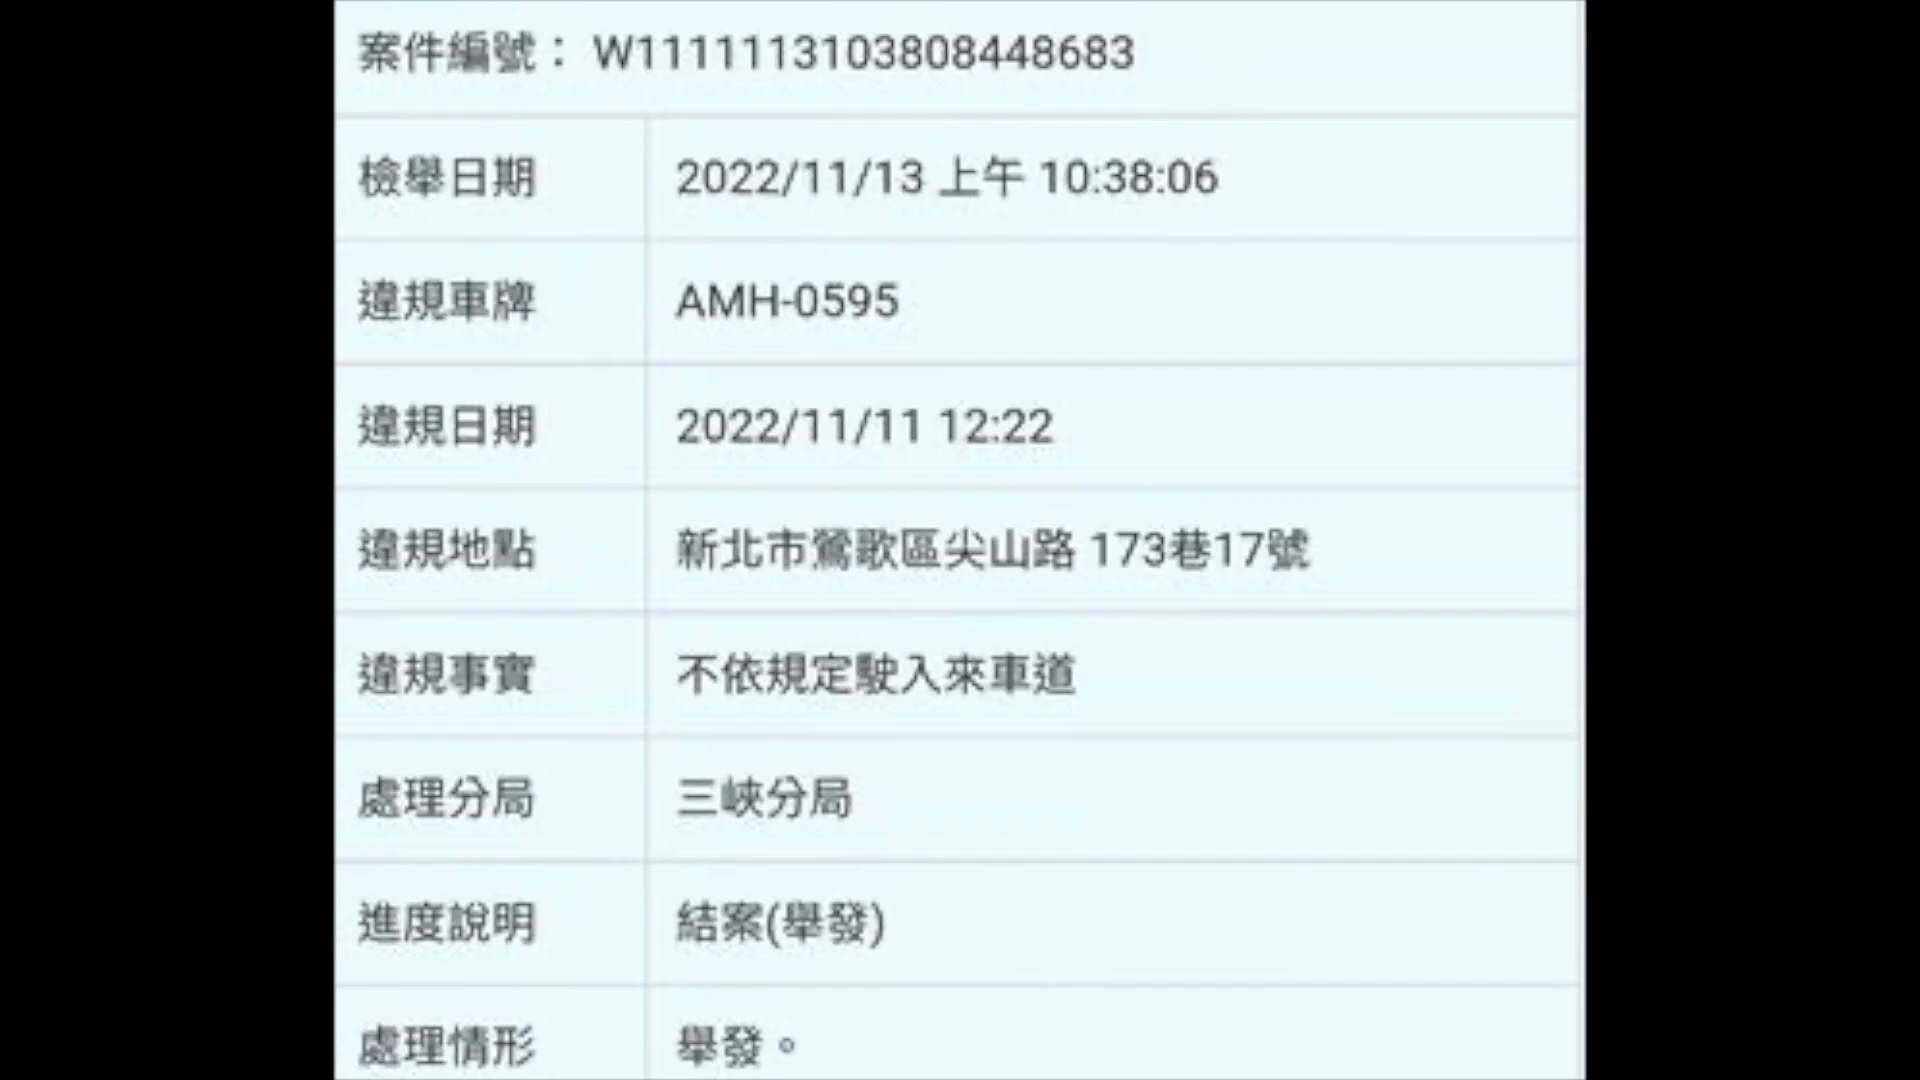 案件編號： W1111113103808448683
檢舉日期 2022/11/13 上午 10:38:06
違規車牌 AMH-0595
違規日期 2022/11/11 12:22
違規地點 新北市鶯歌區尖山路 173巷17號
違規事實 不依規定駛入來車道
處理分局 三峽分局
進度說明 結案(舉發)
處理情形 舉發。